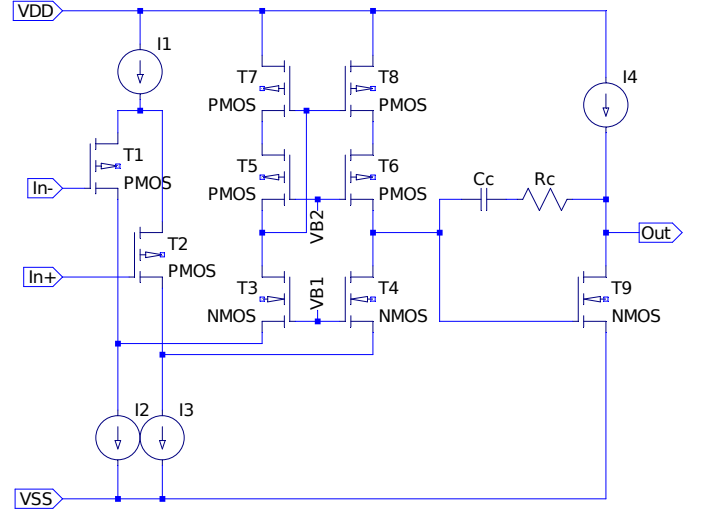 VDD
I1
T7
PMOS
T8
PMOS
I4
T1
PMOS
In-
T5
PMOS
T6
PMOS
VB2
Cc
Rc
Out
T2
PMOS
In+
T3
NMOS
VB1
T4
NMOS
T9
NMOS
I2
I3
VSS